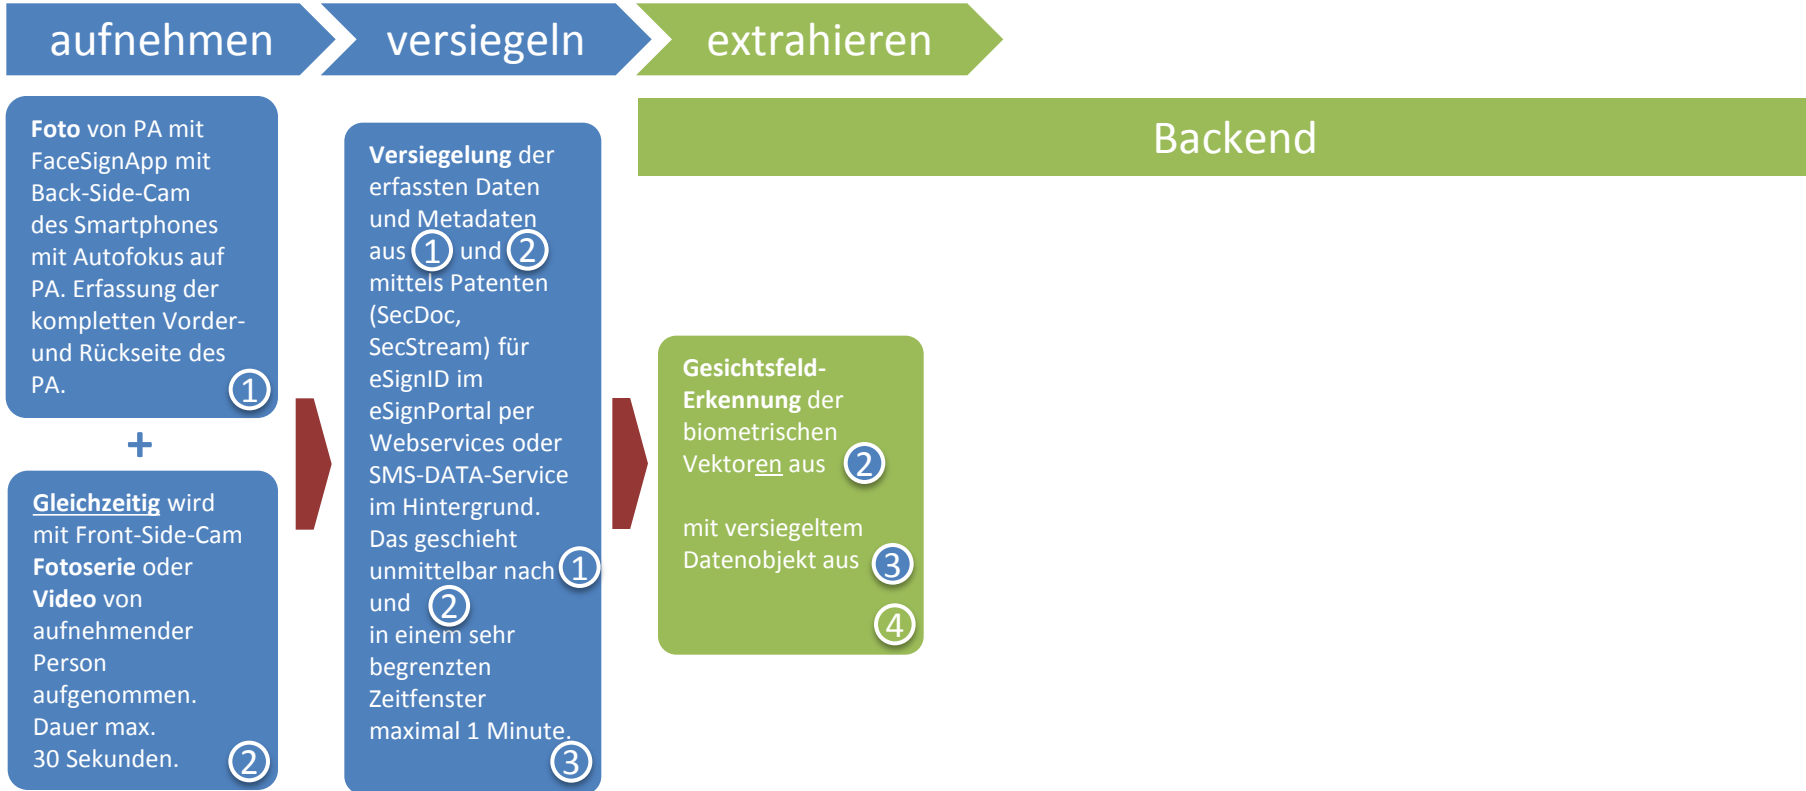 aufnehmen
versiegeln
extrahieren
Backend
Foto von PA mit
FaceSignApp mit
Back-Side-Cam
des Smartphones
mit Autofokus auf
PA. Erfassung der
kompletten Vorder-
und Rückseite des
PA.
1
+
Gleichzeitig wird
mit Front-Side-Cam
Fotoserie oder
Video von
aufnehmender
Person
aufgenommen.
Dauer max.
30 Sekunden.
2
Versiegelung der
erfassten Daten
und Metadaten
aus 1 und 2
mittels Patenten
(SecDoc,
SecStream) für
eSignID im
eSignPortal per
Webservices oder
SMS-DATA-Service
im Hintergrund.
Das geschieht
unmittelbar nach 1
und 2
in einem sehr
begrenzten
Zeitfenster
maximal 1 Minute.
3
Gesichtsfeld-
Erkennung der
biometrischen
Vektoren aus 2
mit versiegeltem
Datenobjekt aus 3
4